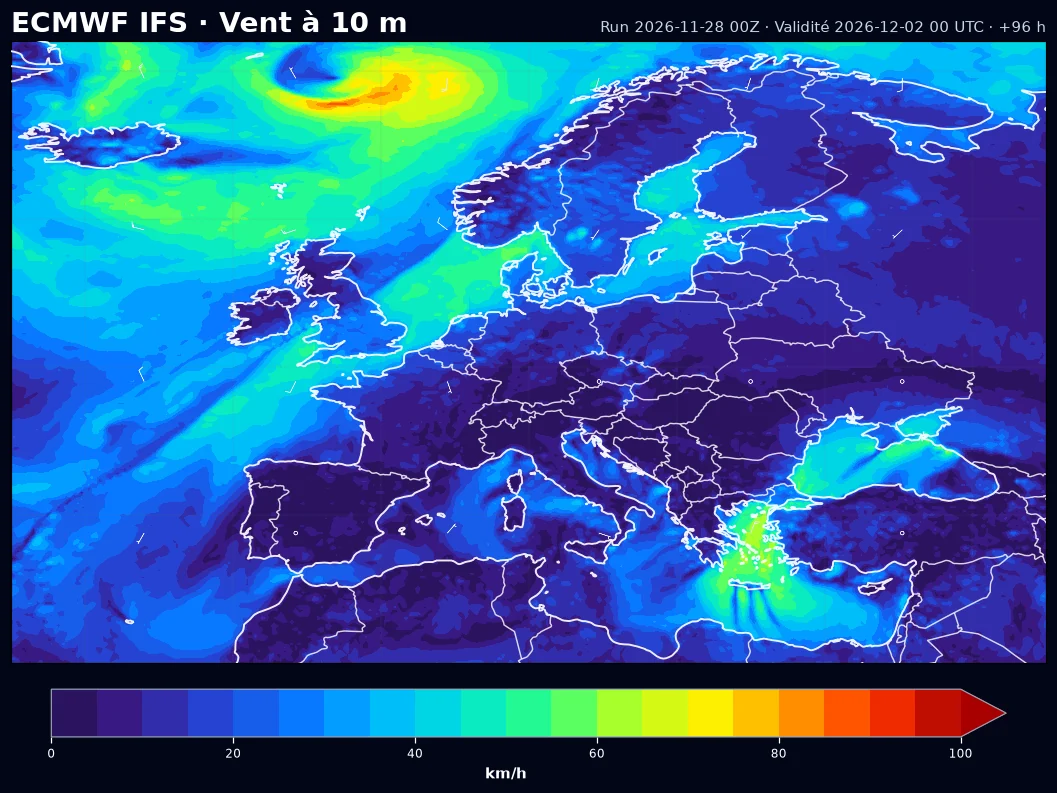 ECMWF IFS · Vent à 10 m
Run 2026-11-28 00Z · Validité 2026-12-02 00 UTC · +96 h
0 20 40 60 80 100
km/h